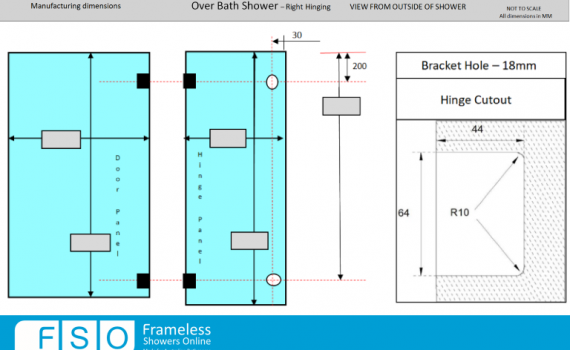 Manufacturing dimensions
Over Bath Shower – Right Hinging
VIEW FROM OUTSIDE OF SHOWER
NOT TO SCALE
All dimensions in MM
30
200
Door Panel
Hinge Panel
Bracket Hole – 18mm
Hinge Cutout
44
64
R10
FSO
Frameless
Showers Online